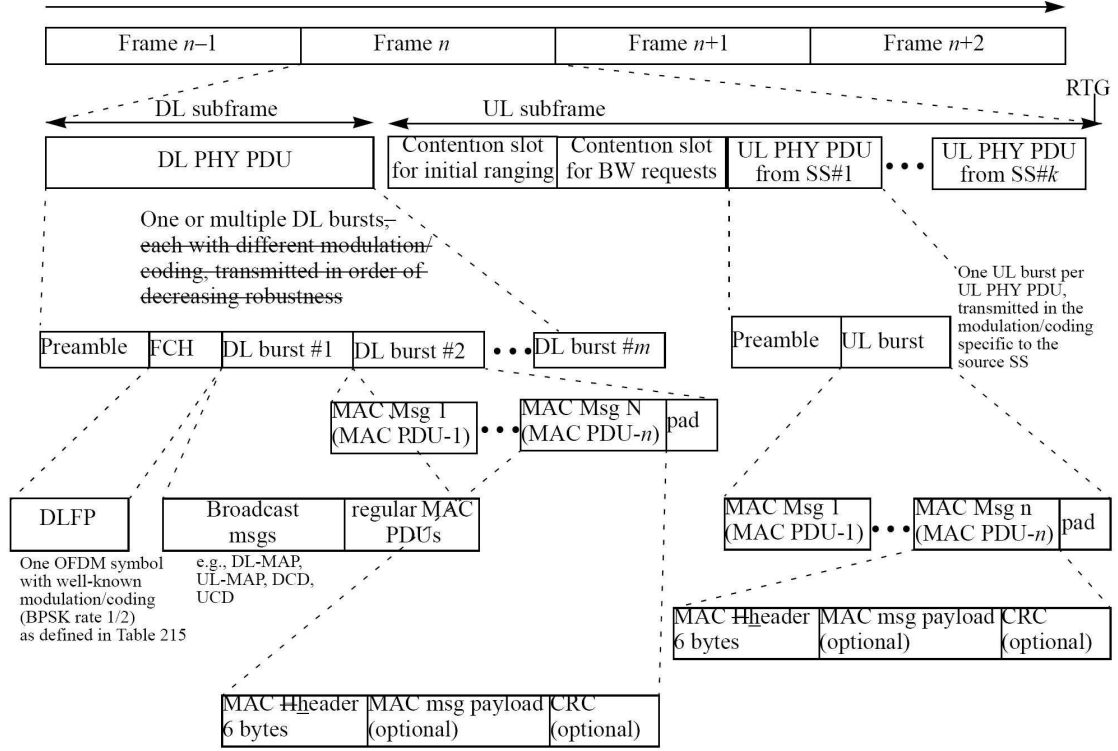 Frame n–1
Frame n
Frame n+1
Frame n+2
RTG
DL subframe
UL subframe
DL PHY PDU
Contention slot
for initial ranging
Contention slot
for BW requests
UL PHY PDU
from SS#1
•••
UL PHY PDU
from SS#k
One or multiple DL bursts,
each with different modulation/
coding, transmitted in order of
decreasing robustness
One UL burst per
UL PHY PDU,
transmitted in the
modulation/coding
specific to the
source SS
Preamble
FCH
DL burst #1
DL burst #2
•••
DL burst #m
Preamble
UL burst
MAC Msg 1
(MAC PDU-1)
•••
MAC Msg N
(MAC PDU-n)
pad
DLFP
Broadcast
msgs
regular MAC
PDUs
MAC Msg 1
(MAC PDU-1)
•••
MAC Msg n
(MAC PDU-n)
pad
One OFDM symbol
with well-known
modulation/coding
(BPSK rate 1/2)
as defined in Table 215
e.g., DL-MAP,
UL-MAP, DCD,
UCD
MAC Hheader
6 bytes
MAC msg payload
(optional)
CRC
(optional)
MAC Hheader
6 bytes
MAC msg payload
(optional)
CRC
(optional)